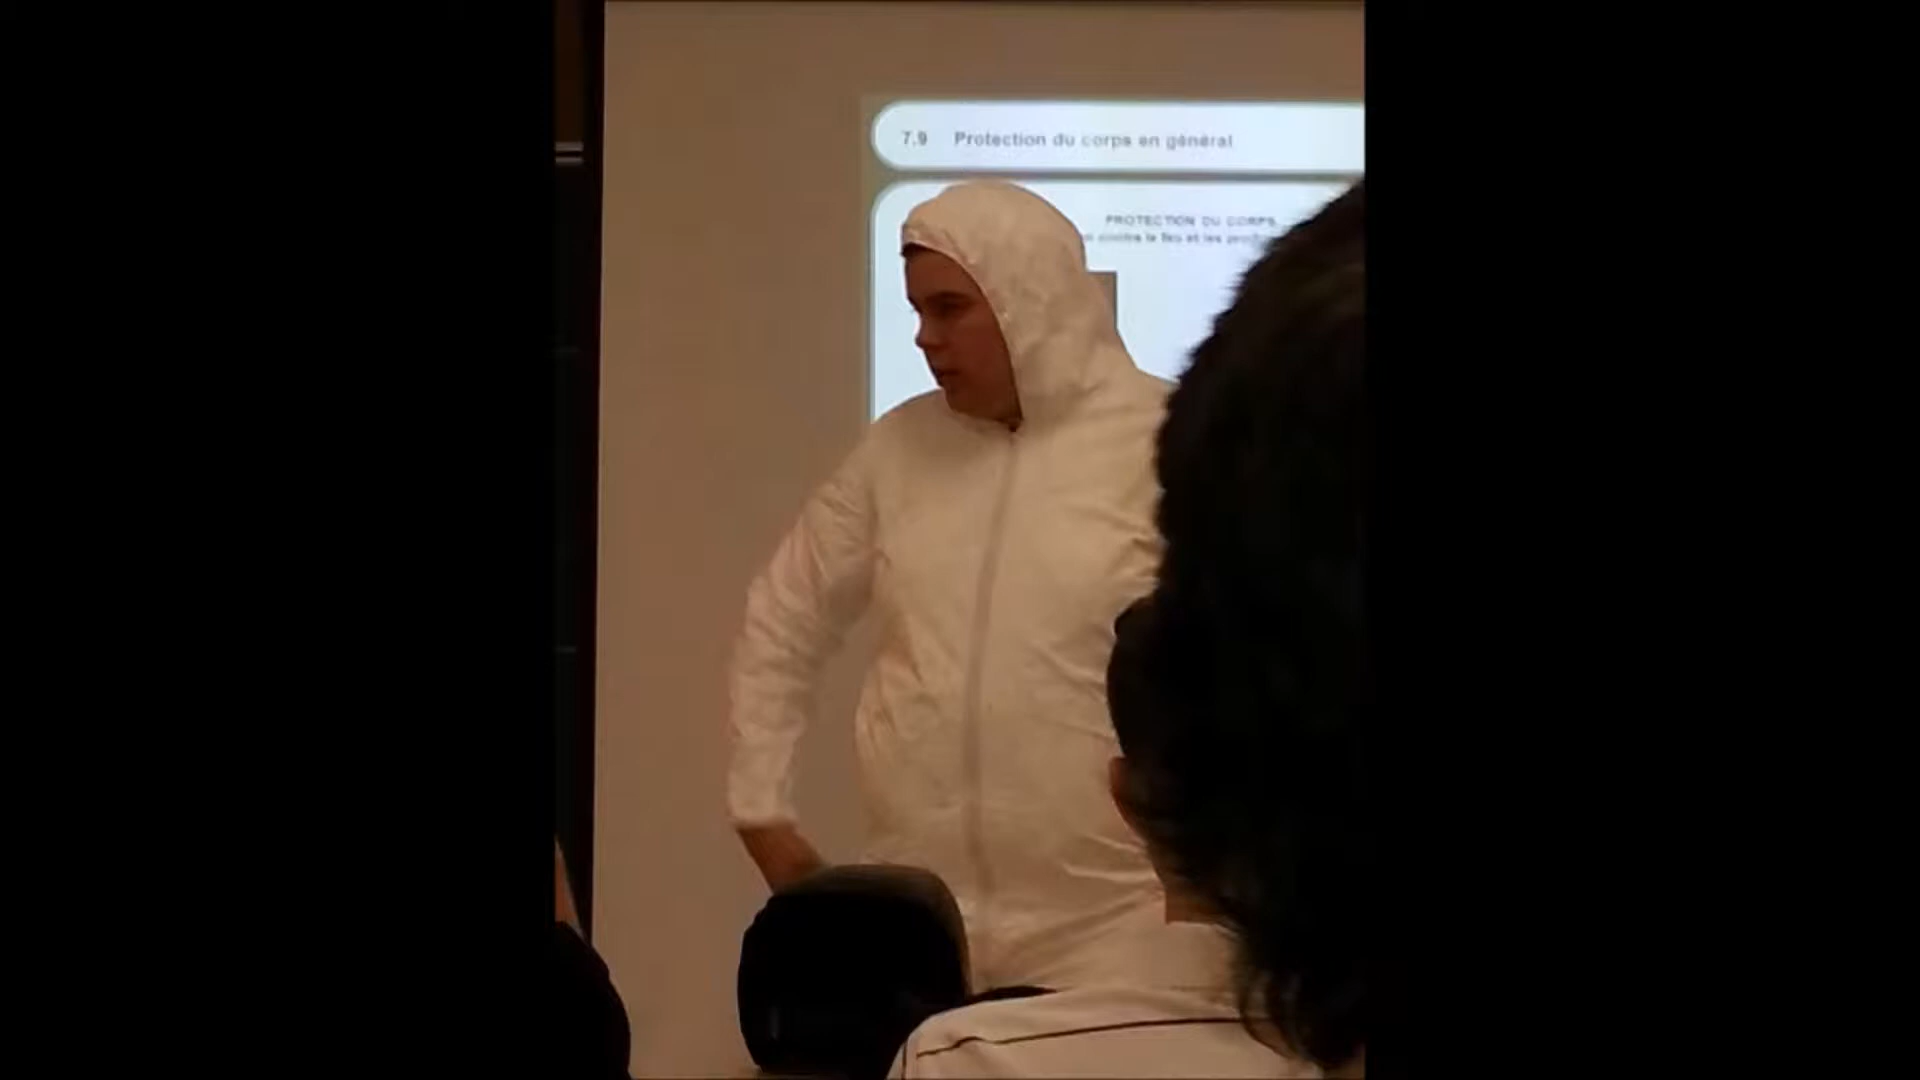 7.9 Protection du corps en général
PROTECTION DU CORPS
contre le feu et les